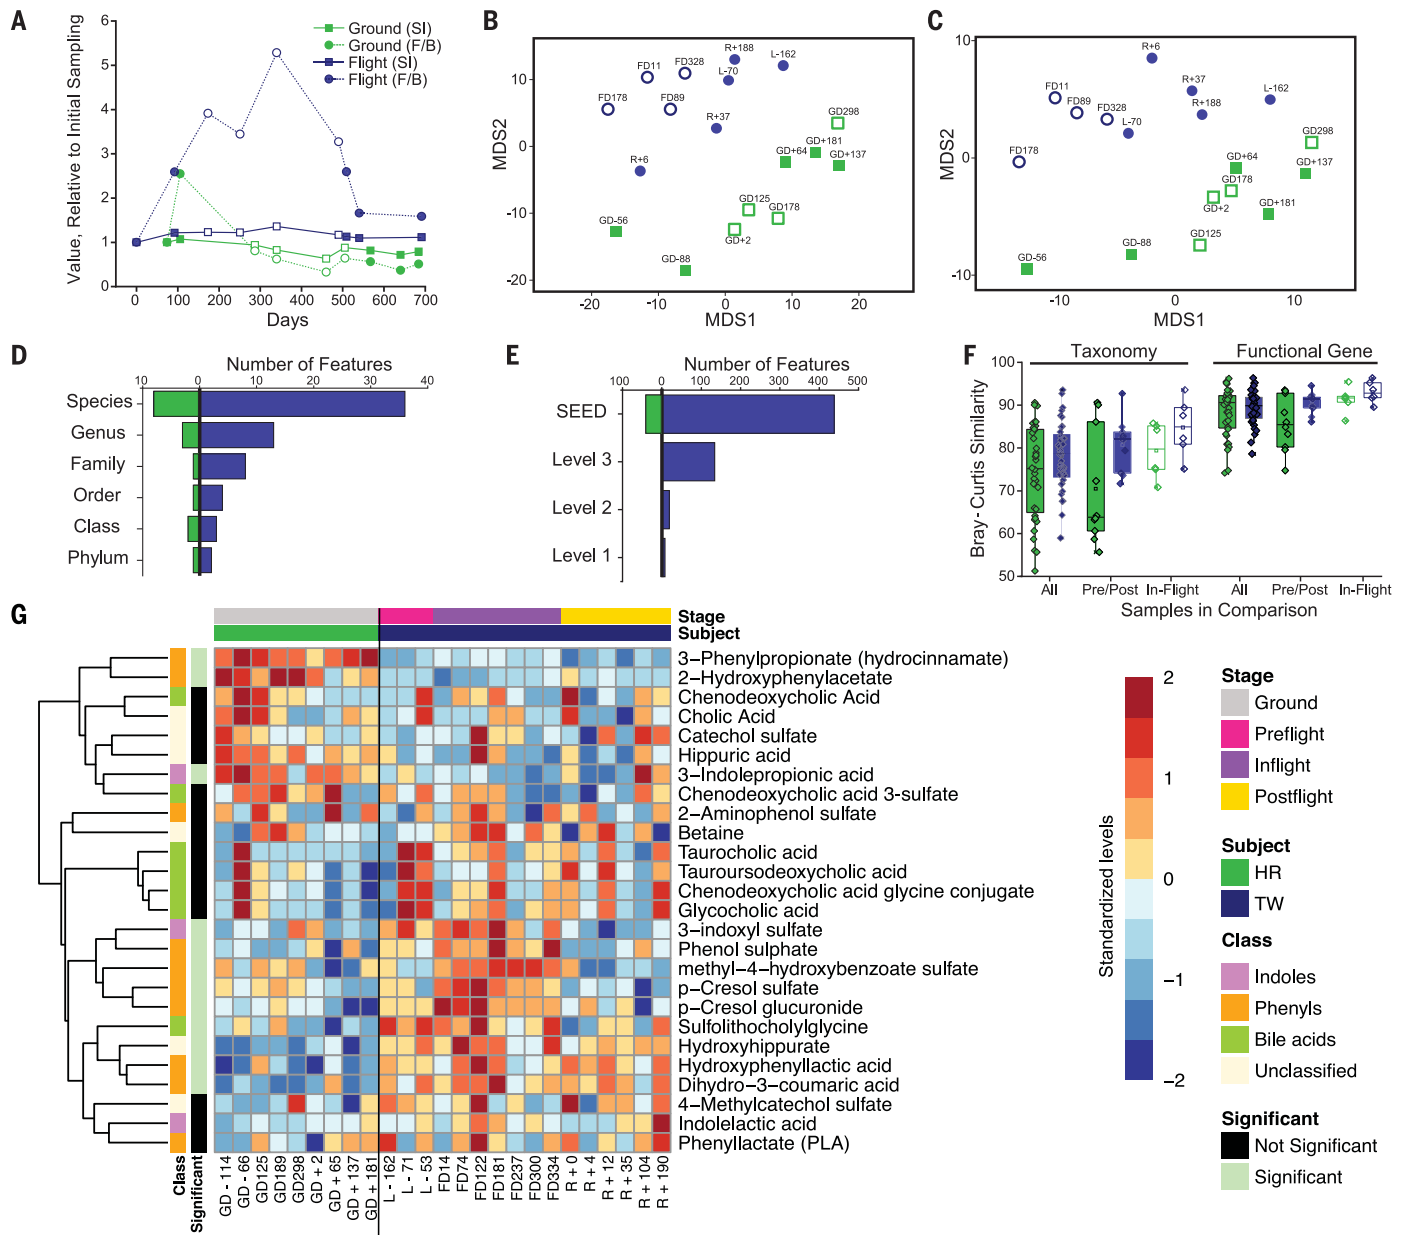 A
Value, Relative to Initial Sampling
6
5
4
3
2
1
0
0 100 200 300 400 500 600 700
Days
Ground (SI)
Ground (F/B)
Flight (SI)
Flight (F/B)
B
MDS2
10
0
-10
-20
-20 -10 0 10 20
MDS1
R+188
FD11
FD328
L-70
L-162
FD178
FD89
R+37
GD298
R+6
GD+64
GD+181
GD+137
GD125
GD178
GD-56
GD+2
GD-88
C
MDS2
10
0
-10
-10 0 10
MDS1
R+6
FD11
FD89
FD328
R+37
R+188
L-162
L-70
FD178
GD298
GD+64
GD+137
GD178
GD+2
GD+181
GD125
GD-88
GD-56
D
Number of Features
10 0 10 20 30 40
Species
Genus
Family
Order
Class
Phylum
E
Number of Features
100 0 100 200 300 400 500
SEED
Level 3
Level 2
Level 1
F
Taxonomy Functional Gene
Bray-Curtis Similarity
100
90
80
70
60
50
All Pre/Post In-Flight All Pre/Post In-Flight
Samples in Comparison
G
Stage
Subject
3−Phenylpropionate (hydrocinnamate)
2−Hydroxyphenylacetate
Chenodeoxycholic Acid
Cholic Acid
Catechol sulfate
Hippuric acid
3−Indolepropionic acid
Chenodeoxycholic acid 3−sulfate
2−Aminophenol sulfate
Betaine
Taurocholic acid
Tauroursodeoxycholic acid
Chenodeoxycholic acid glycine conjugate
Glycocholic acid
3−indoxyl sulfate
Phenol sulphate
methyl−4−hydroxybenzoate sulfate
p−Cresol sulfate
p−Cresol glucuronide
Sulfolithocholylglycine
Hydroxyhippurate
Hydroxyphenyllactic acid
Dihydro−3−coumaric acid
4−Methylcatechol sulfate
Indolelactic acid
Phenyllactate (PLA)
Class
Significant
GD - 114
GD - 66
GD125
GD189
GD298
GD + 2
GD + 65
GD + 137
GD + 181
L - 162
L - 71
L - 53
FD14
FD74
FD122
FD181
FD237
FD300
FD334
R + 0
R + 4
R + 12
R + 35
R + 104
R + 190
Standardized levels
2
1
0
−1
−2
Stage
Ground
Preflight
Inflight
Postflight
Subject
HR
TW
Class
Indoles
Phenyls
Bile acids
Unclassified
Significant
Not Significant
Significant